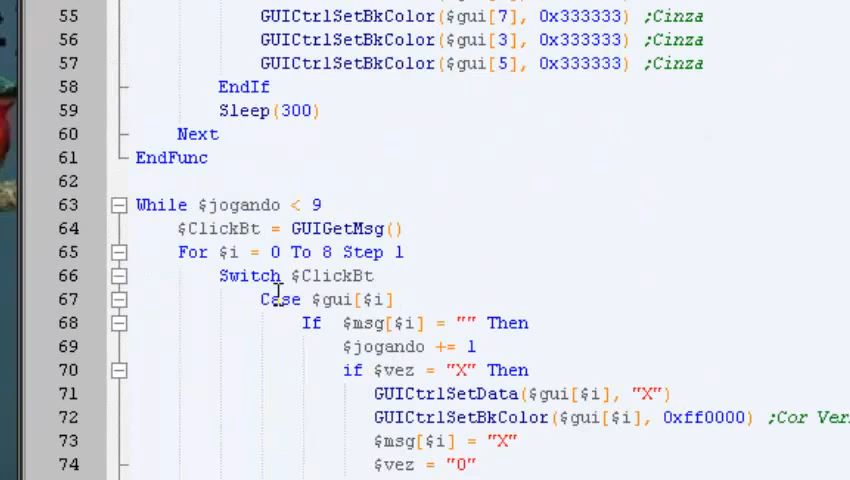 55 GUICtrlSetBkColor($gui[7], 0x333333) ;Cinza
56 GUICtrlSetBkColor($gui[3], 0x333333) ;Cinza
57 GUICtrlSetBkColor($gui[5], 0x333333) ;Cinza
58 EndIf
59 Sleep(300)
60 Next
61 EndFunc
62
63 While $jogando < 9
64 $ClickBt = GUIGetMsg()
65 For $i = 0 To 8 Step 1
66 Switch $ClickBt
67 Case $gui[$i]
68 If $msg[$i] = "" Then
69 $jogando += 1
70 if $vez = "X" Then
71 GUICtrlSetData($gui[$i], "X")
72 GUICtrlSetBkColor($gui[$i], 0xff0000) ;Cor Ver
73 $msg[$i] = "X"
74 $vez = "O"